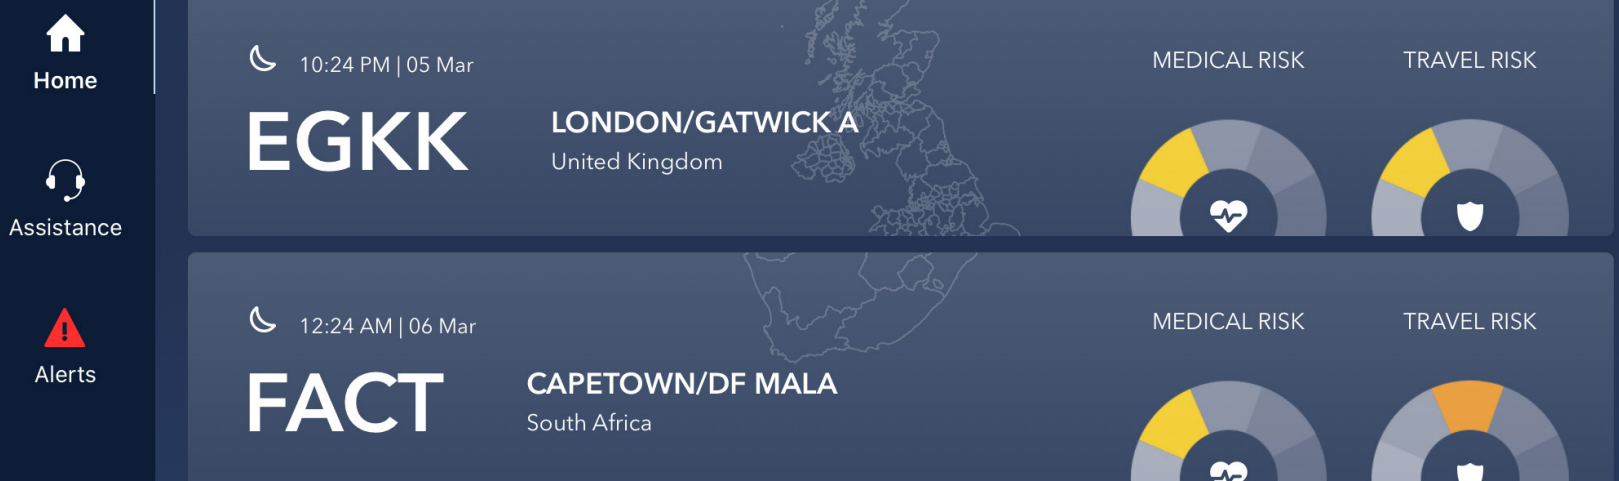 Home
Assistance
Alerts
10:24 PM | 05 Mar
EGKK
LONDON/GATWICK A
United Kingdom
MEDICAL RISK
TRAVEL RISK
12:24 AM | 06 Mar
FACT
CAPETOWN/DF MALA
South Africa
MEDICAL RISK
TRAVEL RISK